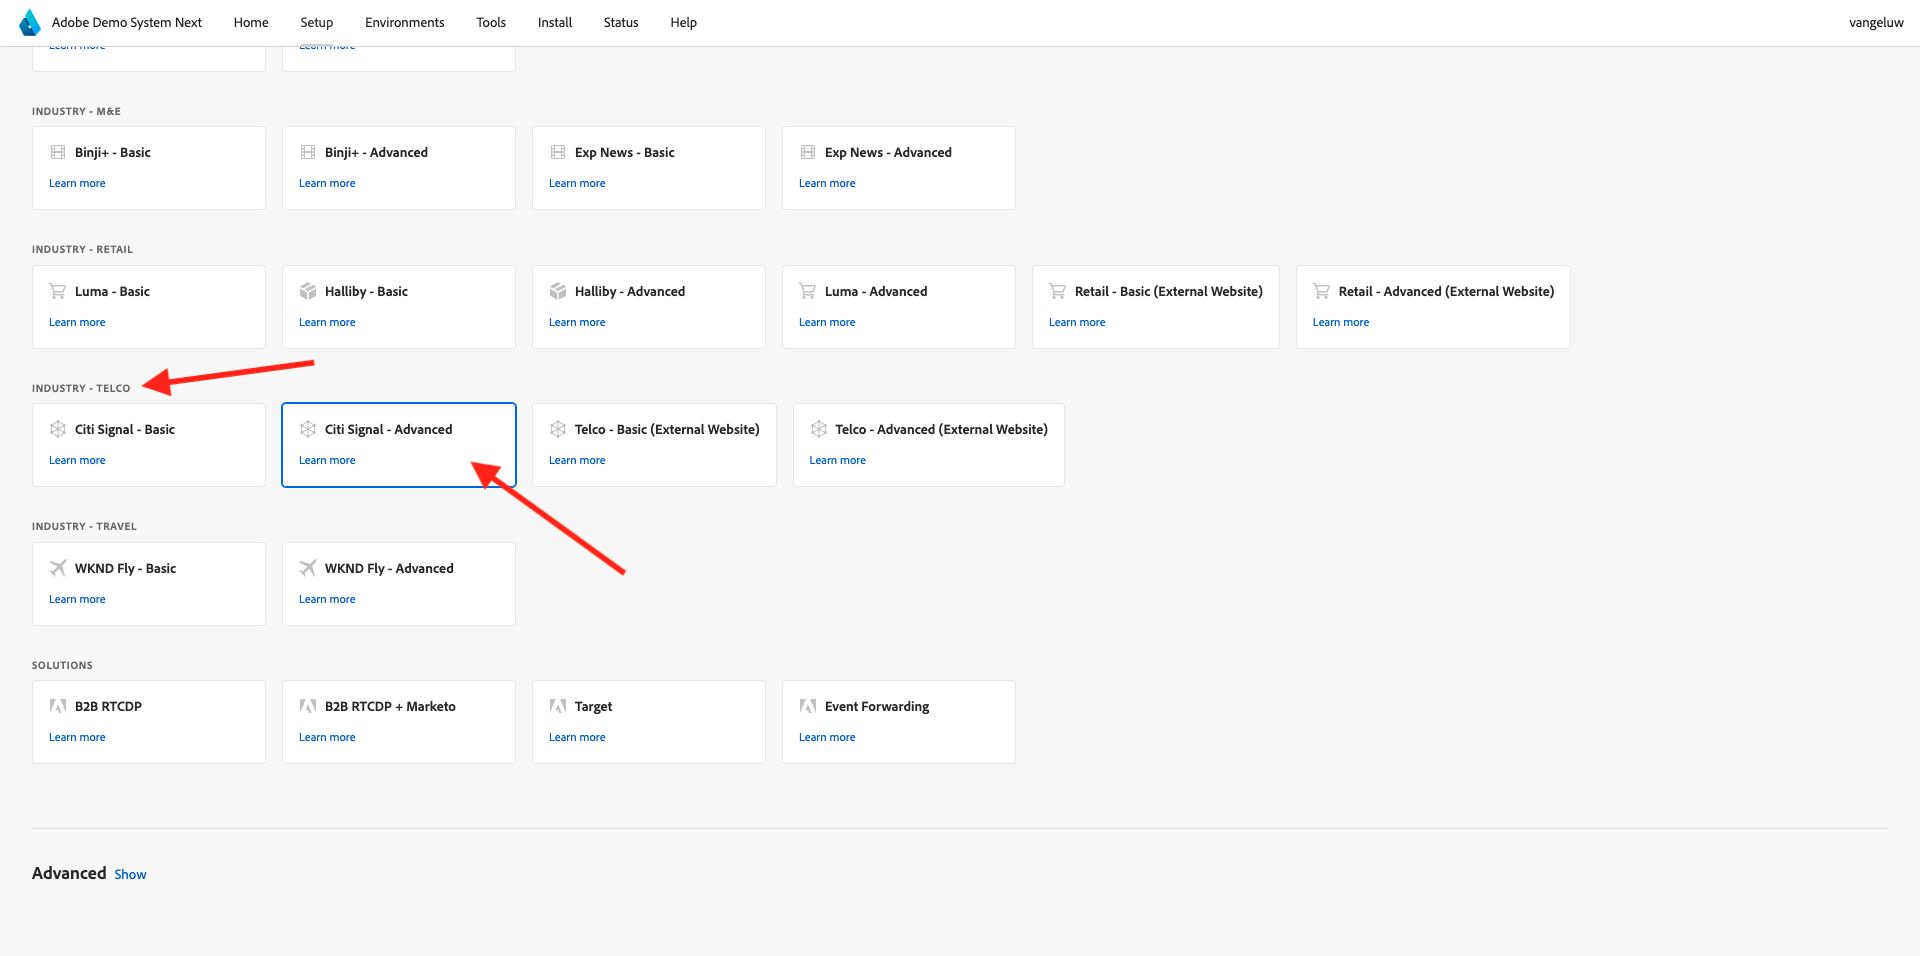 Adobe Demo System Next Home Setup Environments Tools Install Status Help vangeluw
Learn more Learn more
INDUSTRY - M&E
Binji+ - Basic Binji+ - Advanced Exp News - Basic Exp News - Advanced
Learn more Learn more Learn more Learn more
INDUSTRY - RETAIL
Luma - Basic Halliby - Basic Halliby - Advanced Luma - Advanced Retail - Basic (External Website) Retail - Advanced (External Website)
Learn more Learn more Learn more Learn more Learn more Learn more
INDUSTRY - TELCO
Citi Signal - Basic Citi Signal - Advanced Telco - Basic (External Website) Telco - Advanced (External Website)
Learn more Learn more Learn more Learn more
INDUSTRY - TRAVEL
WKND Fly - Basic WKND Fly - Advanced
Learn more Learn more
SOLUTIONS
B2B RTCDP B2B RTCDP + Marketo Target Event Forwarding
Learn more Learn more Learn more Learn more
Advanced Show